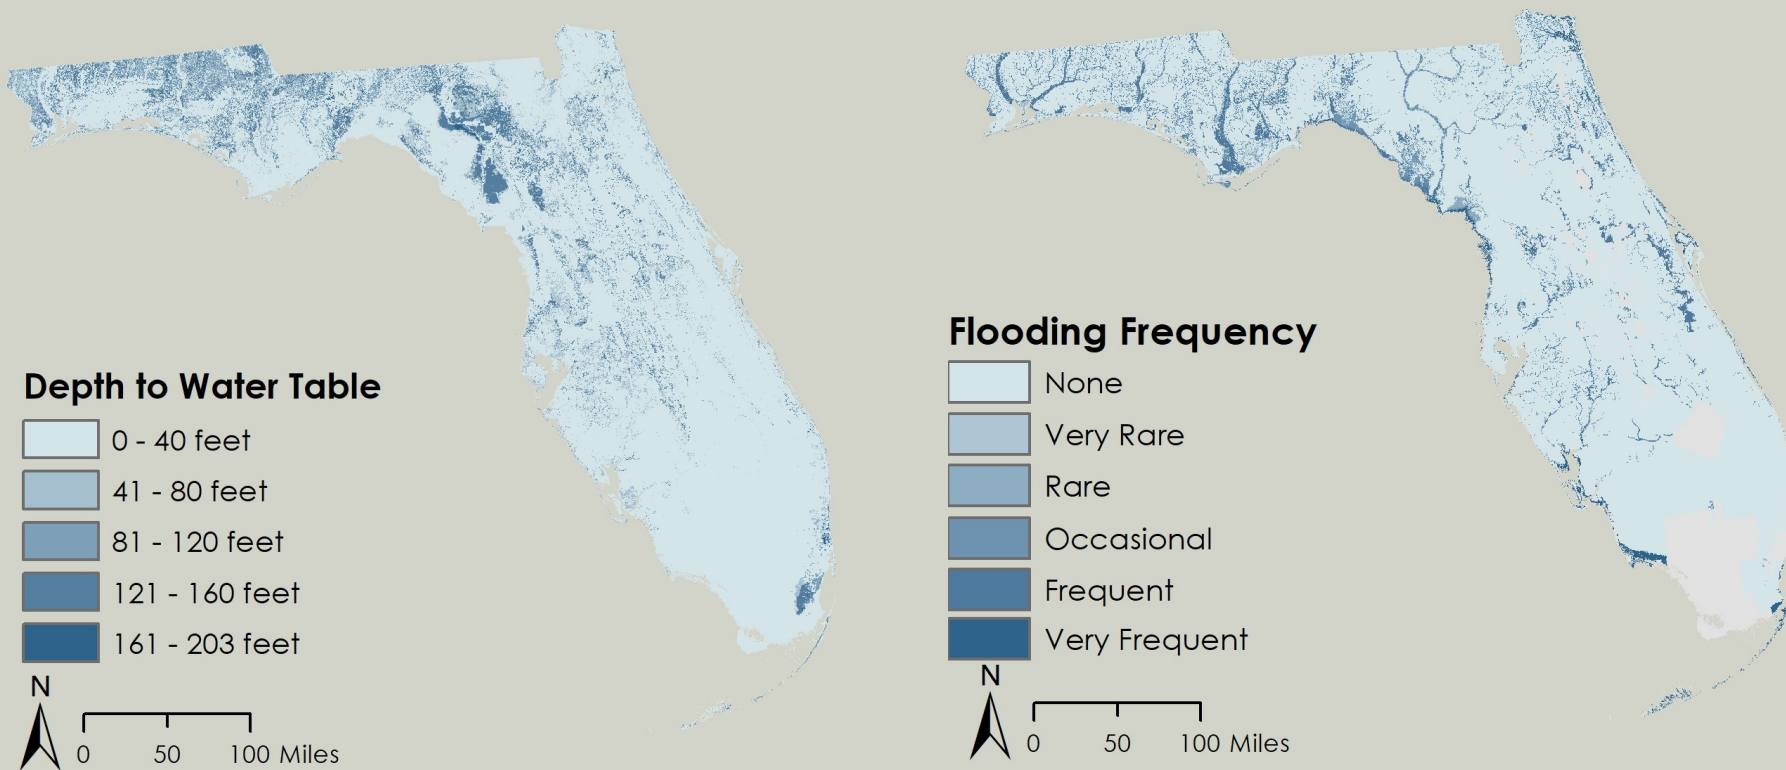 Depth to Water Table
0 - 40 feet
41 - 80 feet
81 - 120 feet
121 - 160 feet
161 - 203 feet
N
0 50 100 Miles
Flooding Frequency
None
Very Rare
Rare
Occasional
Frequent
Very Frequent
N
0 50 100 Miles